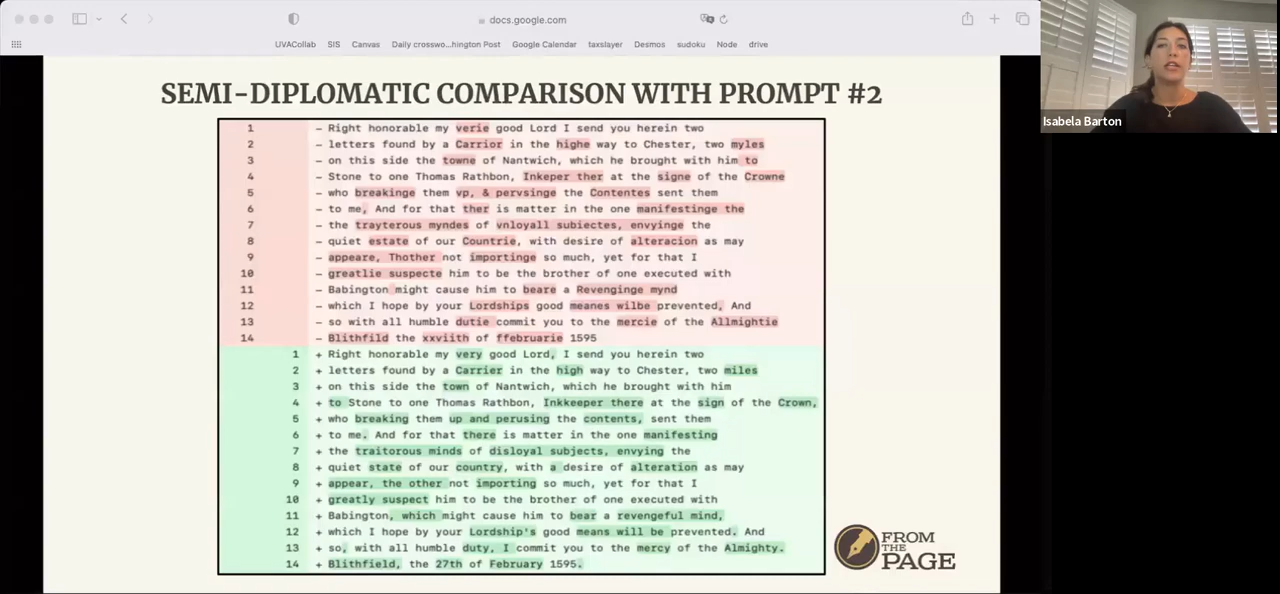 docs.google.com
UVACollab SIS Canvas Daily crosswo...hington Post Google Calendar taxslayer Desmos sudoku Node drive
Isabela Barton
SEMI-DIPLOMATIC COMPARISON WITH PROMPT #2
1 – Right honorable my verie good Lord I send you herein two
2 – letters found by a Carrior in the highe way to Chester, two myles
3 – on this side the towne of Nantwich, which he brought with him to
4 – Stone to one Thomas Rathbon, Inkeper ther at the signe of the Crowne
5 – who breakinge them vp, & pervsinge the Contentes sent them
6 – to me, And for that ther is matter in the one manifestinge the
7 – the trayterous myndes of vnloyall subiectes, envyinge the
8 – quiet estate of our Countrie, with desire of alteracion as may
9 – appeare, Thother not importinge so much, yet for that I
10 – greatlie suspecte him to be the brother of one executed with
11 – Babington might cause him to beare a Revenginge mynd
12 – which I hope by your Lordships good meanes wilbe prevented, And
13 – so with all humble dutie commit you to the mercie of the Allmightie
14 – Blithfild the xxviith of ffebruarie 1595
1 + Right honorable my very good Lord, I send you herein two
2 + letters found by a Carrier in the high way to Chester, two miles
3 + on this side the town of Nantwich, which he brought with him
4 + to Stone to one Thomas Rathbon, Inkkeeper there at the sign of the Crown,
5 + who breaking them up and perusing the contents, sent them
6 + to me. And for that there is matter in the one manifesting
7 + the traitorous minds of disloyal subjects, envying the
8 + quiet state of our country, with a desire of alteration as may
9 + appear, the other not importing so much, yet for that I
10 + greatly suspect him to be the brother of one executed with
11 + Babington, which might cause him to bear a revengeful mind,
12 + which I hope by your Lordship's good means will be prevented. And
13 + so, with all humble duty, I commit you to the mercy of the Almighty.
14 + Blithfield, the 27th of February 1595.
FROM
THE
PAGE